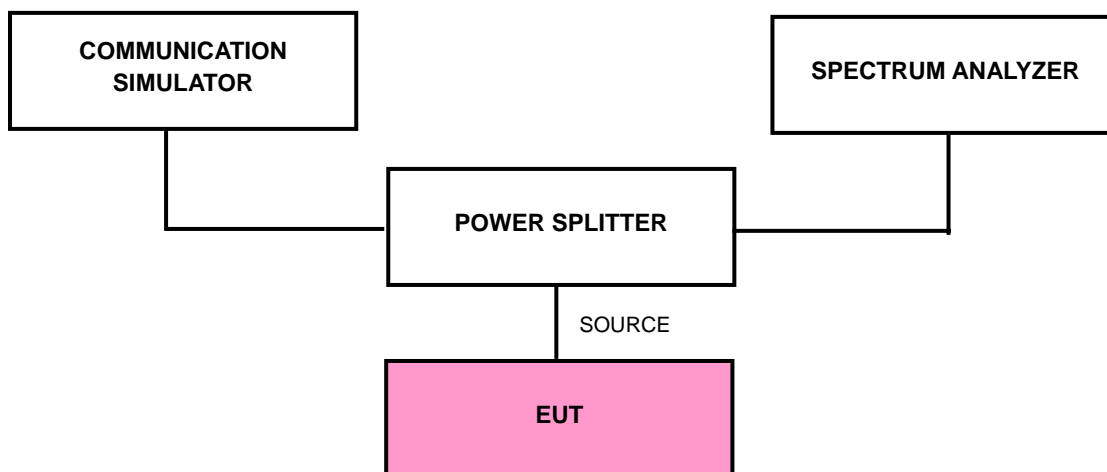 COMMUNICATION
SIMULATOR
SPECTRUM ANALYZER
POWER SPLITTER
SOURCE
EUT